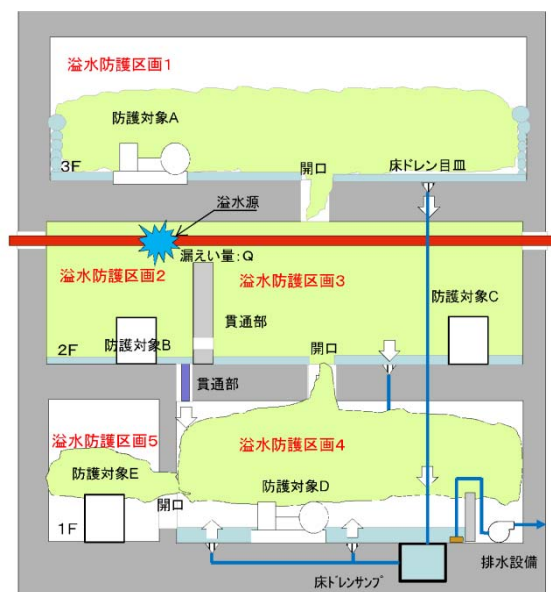 溢水防護区画1
防護対象A
3F
開口
床ドレン目皿
溢水源
漏えい量:Q
溢水防護区画2
溢水防護区画3
防護対象B
貫通部
防護対象C
2F
開口
貫通部
溢水防護区画5
溢水防護区画4
防護対象E
防護対象D
開口
1F
排水設備
床ドレンサンプ